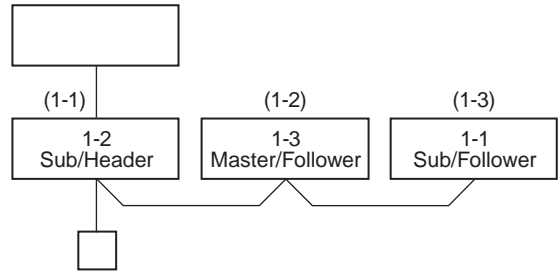 (1-1)
(1-2)
(1-3)
1-2
Sub/Header
1-3
Master/Follower
1-1
Sub/Follower